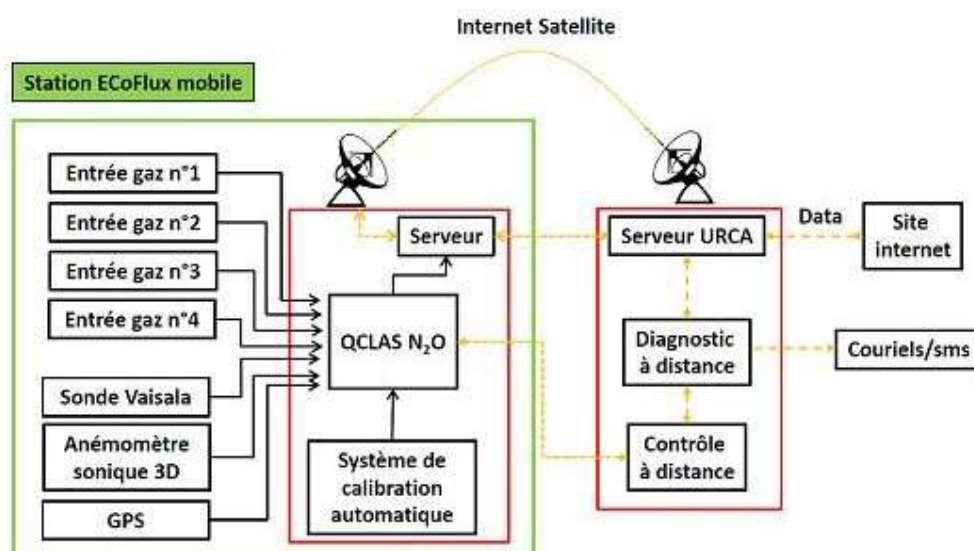 Internet Satellite
Station ECoFlux mobile
Entrée gaz n°1
Entrée gaz n°2
Entrée gaz n°3
Entrée gaz n°4
Sonde Vaisala
Anémomètre
sonique 3D
GPS
Serveur
QCLAS N₂O
Système de
calibration
automatique
Serveur URCA
Diagnostic
à distance
Contrôle
à distance
Data
Site
internet
Couriels/sms